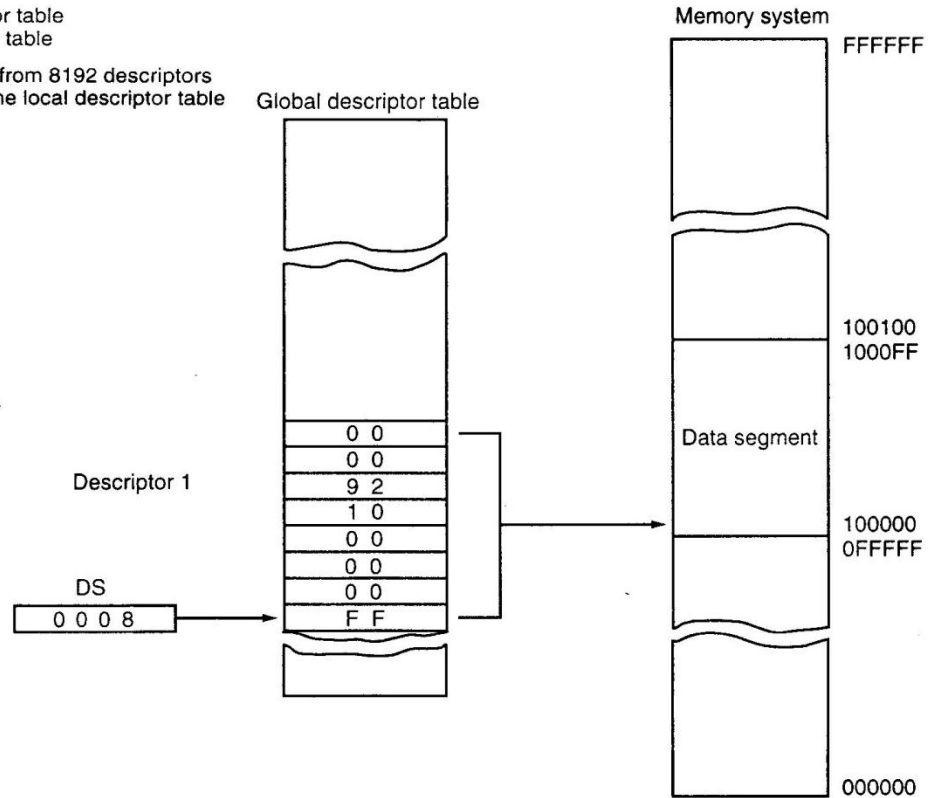 or table
table
from 8192 descriptors
ne local descriptor table
Global descriptor table
Memory system
FFFFFF
100100
1000FF
Data segment
100000
0FFFFF
000000
Descriptor 1
0 0
0 0
9 2
1 0
0 0
0 0
0 0
F F
DS
0 0 0 8